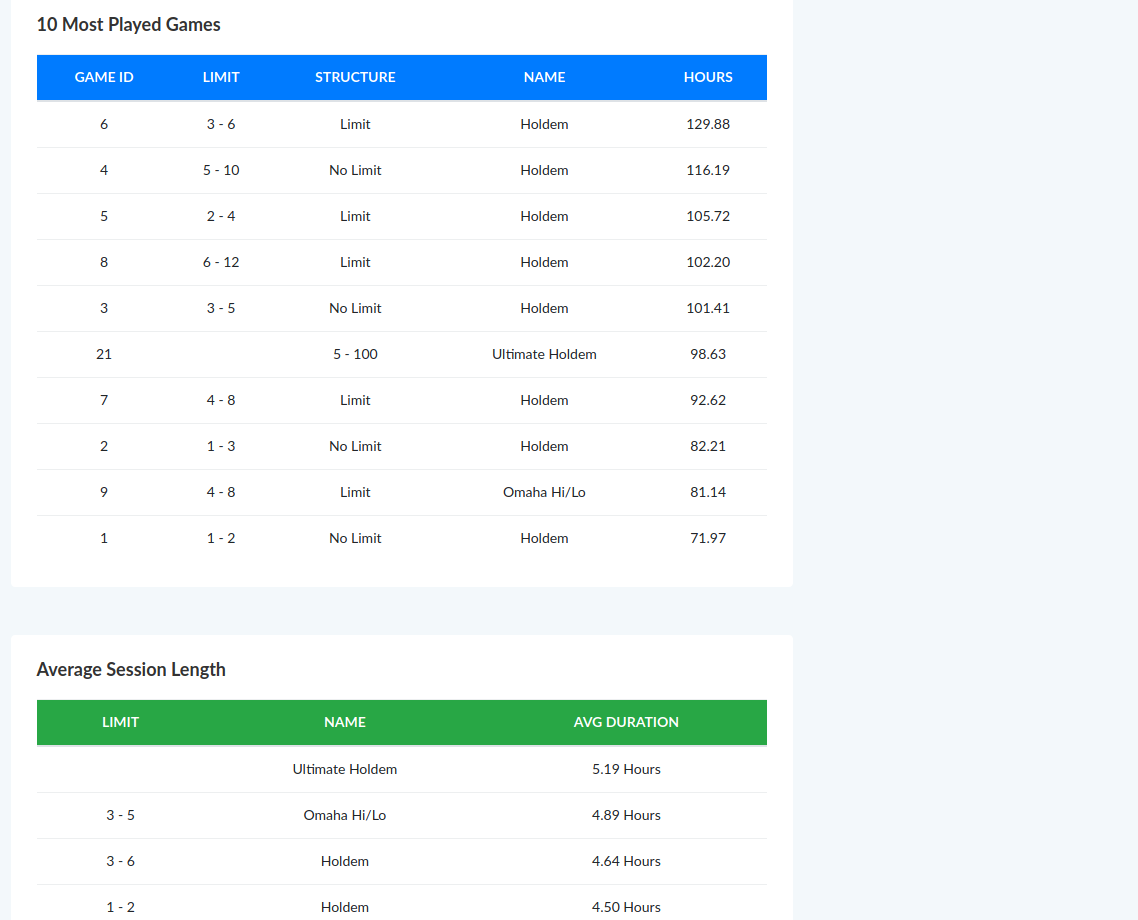 10 Most Played Games
GAME ID LIMIT STRUCTURE NAME HOURS
6 3 - 6 Limit Holdem 129.88
4 5 - 10 No Limit Holdem 116.19
5 2 - 4 Limit Holdem 105.72
8 6 - 12 Limit Holdem 102.20
3 3 - 5 No Limit Holdem 101.41
21 5 - 100 Ultimate Holdem 98.63
7 4 - 8 Limit Holdem 92.62
2 1 - 3 No Limit Holdem 82.21
9 4 - 8 Limit Omaha Hi/Lo 81.14
1 1 - 2 No Limit Holdem 71.97
Average Session Length
LIMIT NAME AVG DURATION
Ultimate Holdem 5.19 Hours
3 - 5 Omaha Hi/Lo 4.89 Hours
3 - 6 Holdem 4.64 Hours
1 - 2 Holdem 4.50 Hours